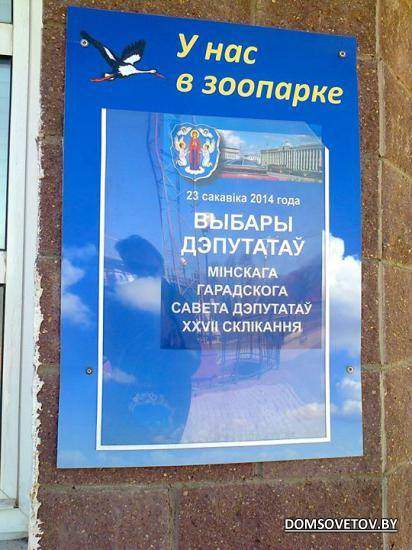 У нас
в зоопарке
23 сакавіка 2014 года
ВЫБАРЫ
ДЭПУТАТАЎ
МІНСКАГА
ГАРАДСКОГА
САВЕТА ДЭПУТАТАЎ
XXVII СКЛІКАННЯ
DOMSOVETOV.BY